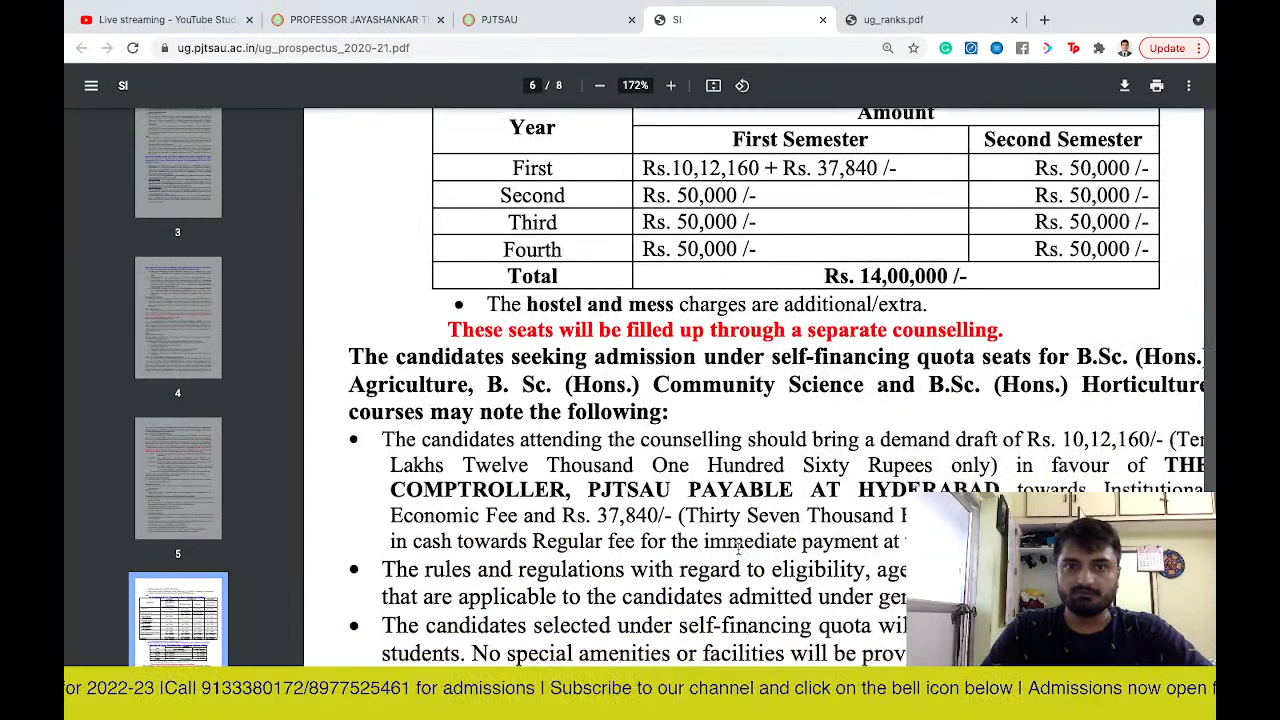 Live streaming - YouTube Stud
PROFESSOR JAYASHANKAR T
PJTSAU
SI
ug_ranks.pdf
ug.pjtsau.ac.in/ug_prospectus_2020-21.pdf
Update
SI
6 / 8
172%
3
4
5
Amount
Year
First Semester
Second Semester
First
Rs.10,12,160 + Rs. 37,840/-
Rs. 50,000 /-
Second
Rs. 50,000 /-
Rs. 50,000 /-
Third
Rs. 50,000 /-
Rs. 50,000 /-
Fourth
Rs. 50,000 /-
Rs. 50,000 /-
Total
Rs. 14,00,000 /-
• The hostel and mess charges are additional/extra.
These seats will be filled up through a separate counselling.
The candidates seeking admission under self-financing quota seats for B.Sc. (Hons.)
Agriculture, B. Sc. (Hons.) Community Science and B.Sc. (Hons.) Horticulture
courses may note the following:
• The candidates attending the counselling should bring a demand draft of Rs. 10,12,160/- (Ten
Lakhs Twelve Thousand One Hundred Sixty Rupees only) in favour of THE
COMPTROLLER, PJTSAU PAYABLE AT HYDERABAD towards Institutiona
Economic Fee and Rs. 37,840/- (Thirty Seven Thousand
in cash towards Regular fee for the immediate payment at
• The rules and regulations with regard to eligibility, age
that are applicable to the candidates admitted under gen
• The candidates selected under self-financing quota wil
students. No special amenities or facilities will be prov
for 2022-23 |Call 9133380172/8977525461 for admissions I Subscribe to our channel and click on the bell icon below I Admissions now open f